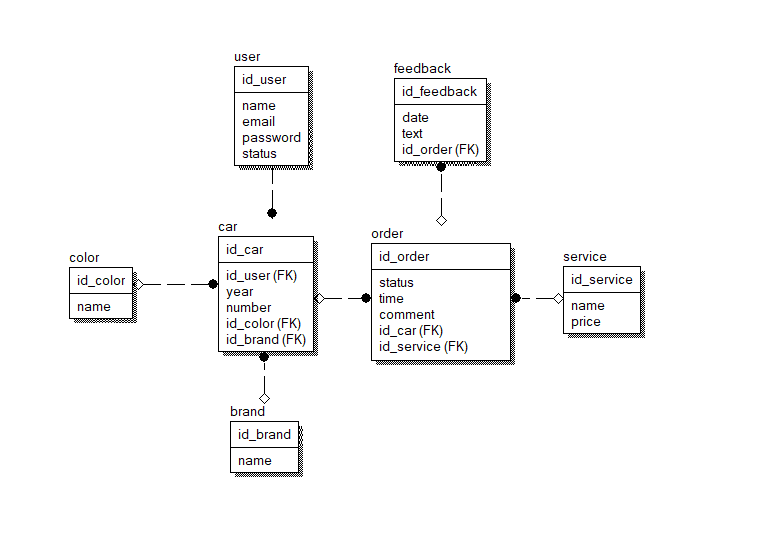 user
id_user
name
email
password
status
feedback
id_feedback
date
text
id_order (FK)
car
id_car
id_user (FK)
year
number
id_color (FK)
id_brand (FK)
order
id_order
status
time
comment
id_car (FK)
id_service (FK)
color
id_color
name
service
id_service
name
price
brand
id_brand
name